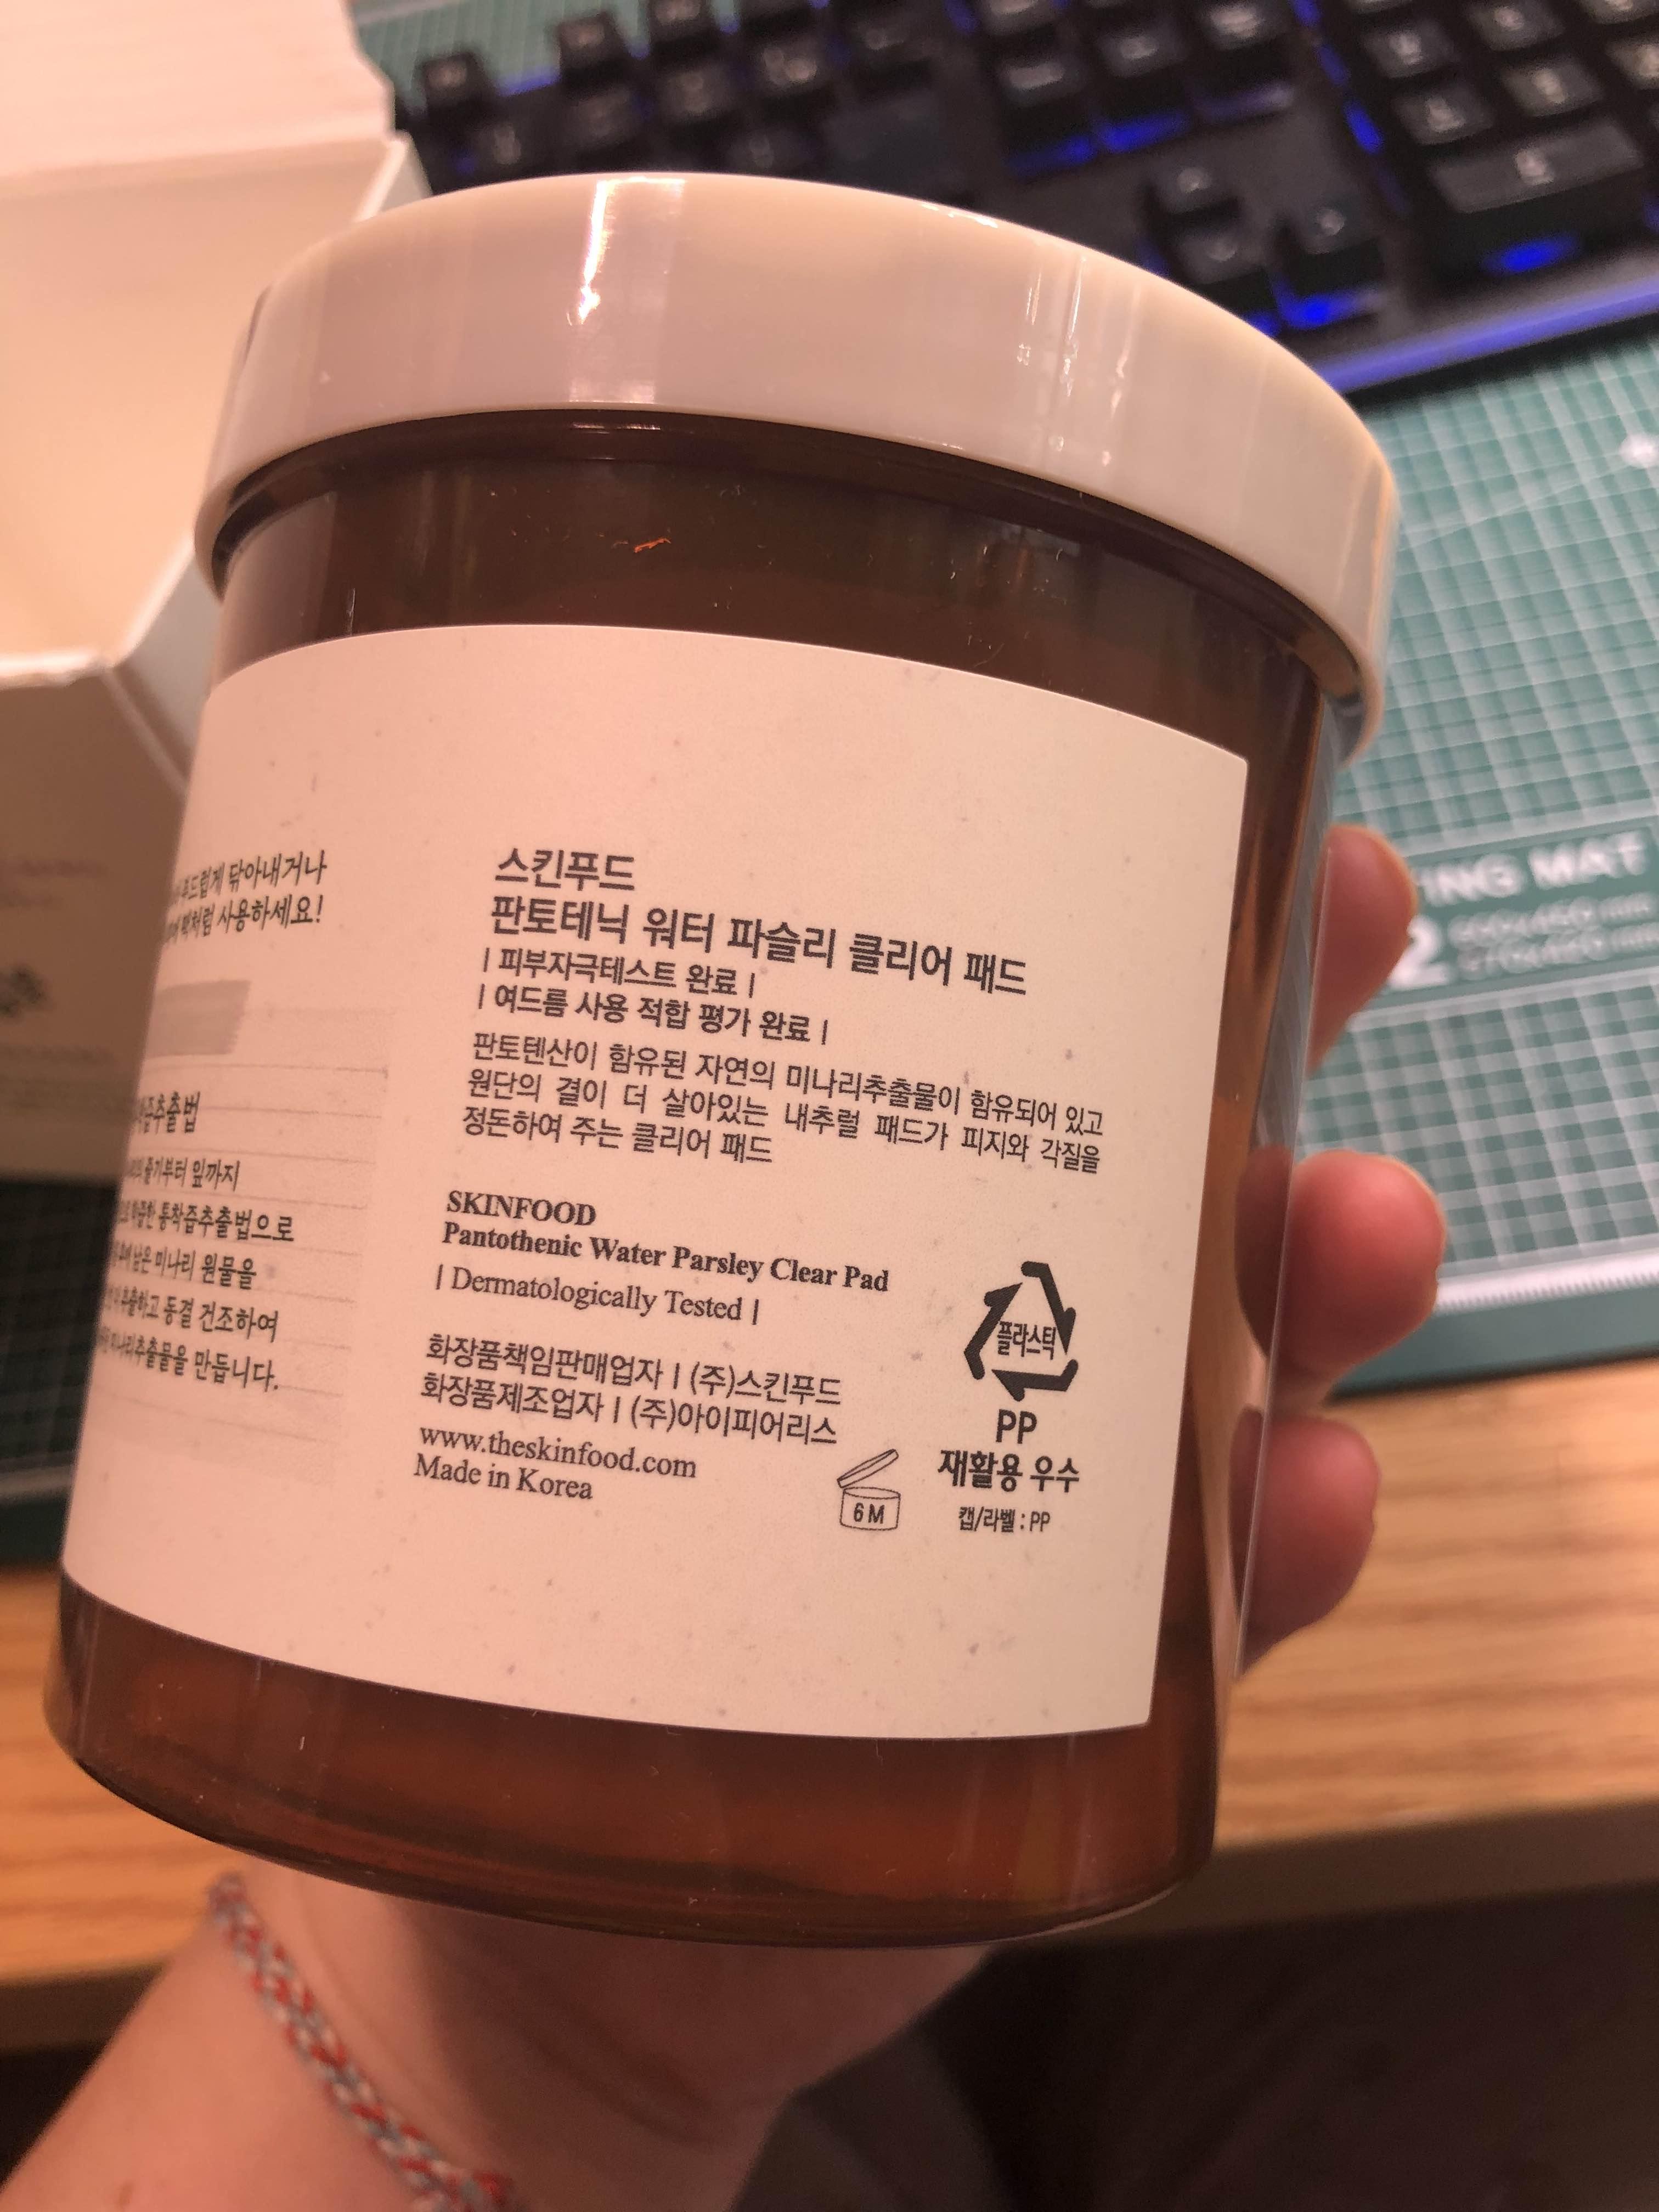 닦아내거나
사용하세요!
줄기부터 잎까지
통착즙추출법으로
남은 미나리 원물을
추출하고 동결 건조하여
미나리추출물을 만듭니다.
스킨푸드
판토테닉 워터 파슬리 클리어 패드
| 피부자극테스트 완료 |
| 여드름 사용 적합 평가 완료 |
판토텐산이 함유된 자연의 미나리추출물이 함유되어 있고
원단의 결이 더 살아있는 내추럴 패드가 피지와 각질을
정돈하여 주는 클리어 패드
SKINFOOD
Pantothenic Water Parsley Clear Pad
| Dermatologically Tested |
화장품책임판매업자 | (주)스킨푸드
화장품제조업자 | (주)아이피어리스
www.theskinfood.com
Made in Korea
6 M
플라스틱
PP
재활용 우수
캡/라벨 : PP
MAT